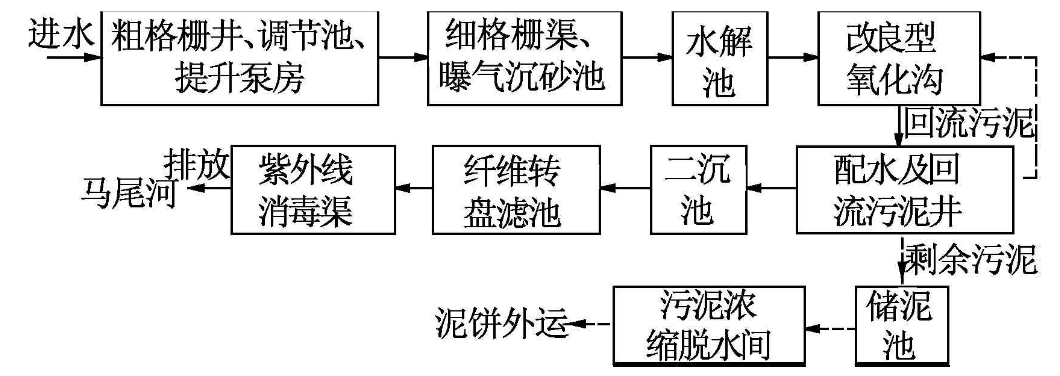 进水
粗格栅井、调节池、
提升泵房
细格栅渠、
曝气沉砂池
水解
池
改良型
氧化沟
回流污泥
配水及回
流污泥井
二沉
池
纤维转
盘滤池
紫外线
消毒渠
排放
马尾河
剩余污泥
储泥
池
污泥浓
缩脱水间
泥饼外运